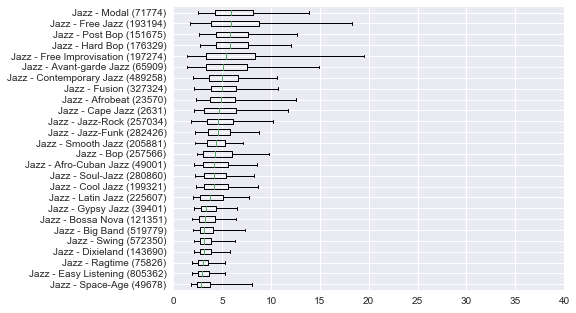 Jazz - Modal (71774)
Jazz - Free Jazz (193194)
Jazz - Post Bop (151675)
Jazz - Hard Bop (176329)
Jazz - Free Improvisation (197274)
Jazz - Avant-garde Jazz (65909)
Jazz - Contemporary Jazz (489258)
Jazz - Fusion (327324)
Jazz - Afrobeat (23570)
Jazz - Cape Jazz (2631)
Jazz - Jazz-Rock (257034)
Jazz - Jazz-Funk (282426)
Jazz - Smooth Jazz (205881)
Jazz - Bop (257566)
Jazz - Afro-Cuban Jazz (49001)
Jazz - Soul-Jazz (280860)
Jazz - Cool Jazz (199321)
Jazz - Latin Jazz (225607)
Jazz - Gypsy Jazz (39401)
Jazz - Bossa Nova (121351)
Jazz - Big Band (519779)
Jazz - Swing (572350)
Jazz - Dixieland (143690)
Jazz - Ragtime (75826)
Jazz - Easy Listening (805362)
Jazz - Space-Age (49678)
0 5 10 15 20 25 30 35 40